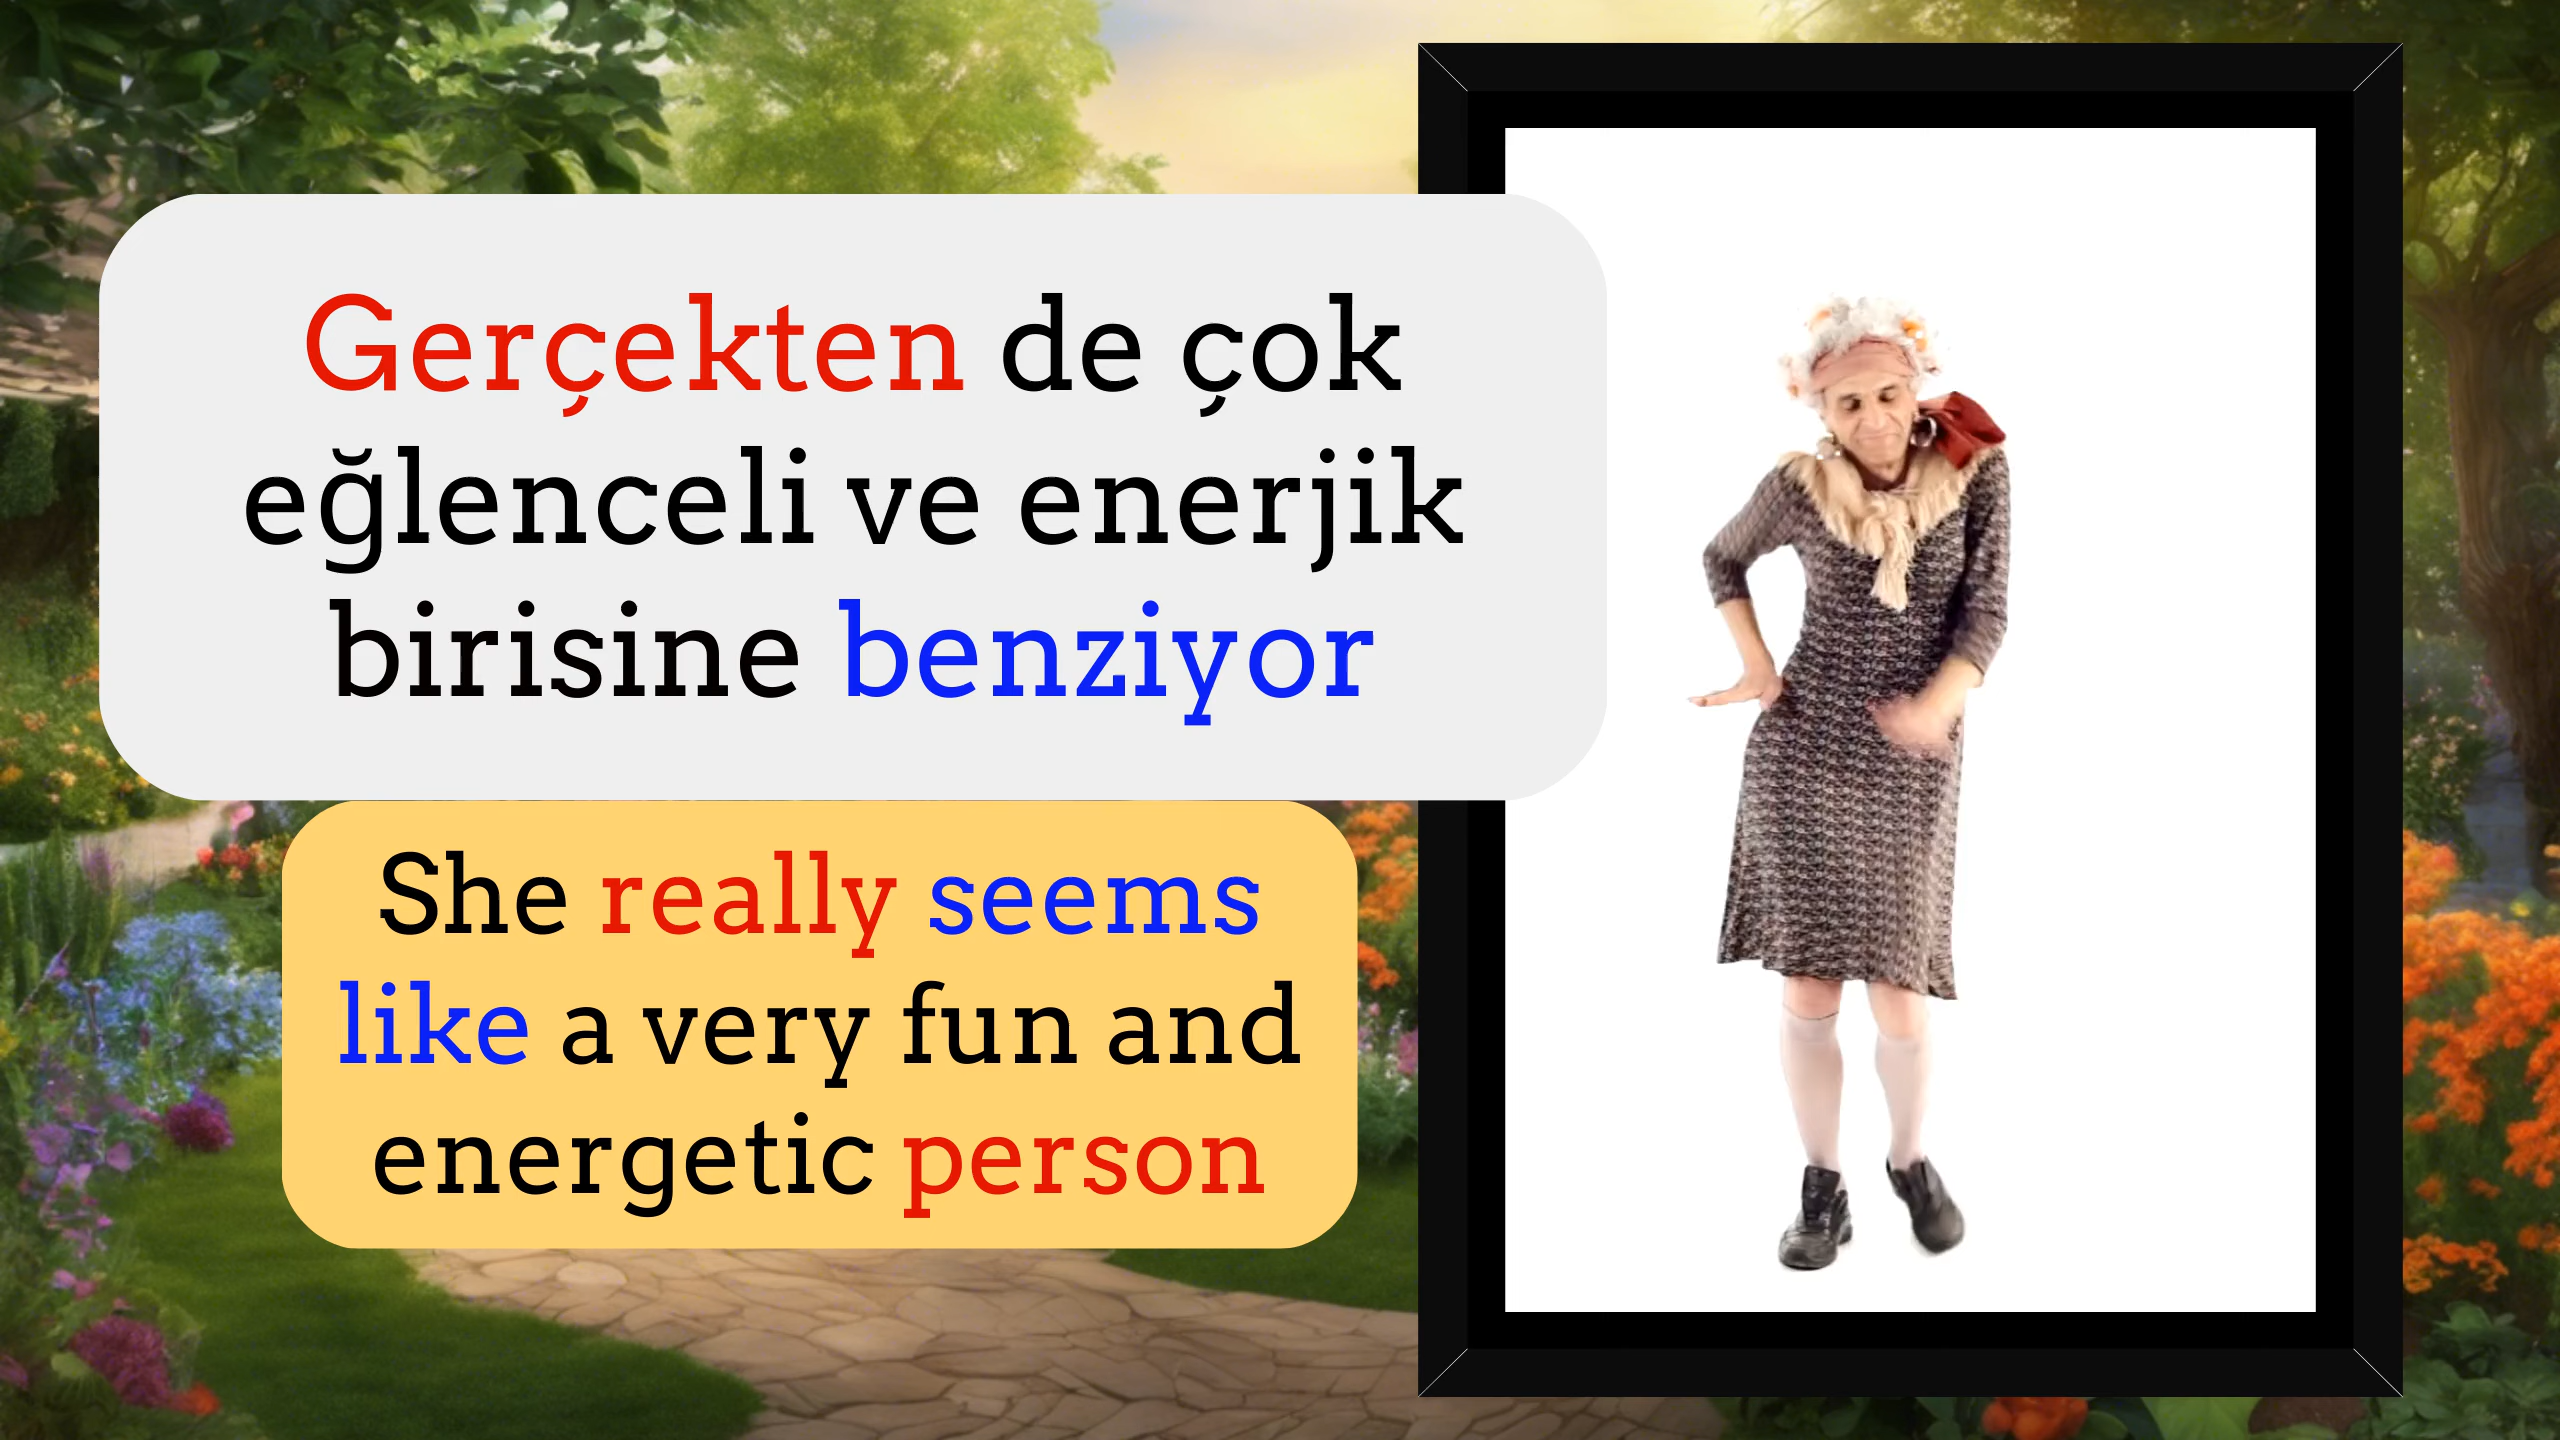 Gerçekten de çok
eğlenceli ve enerjik
birisine benziyor
She really seems
like a very fun and
energetic person